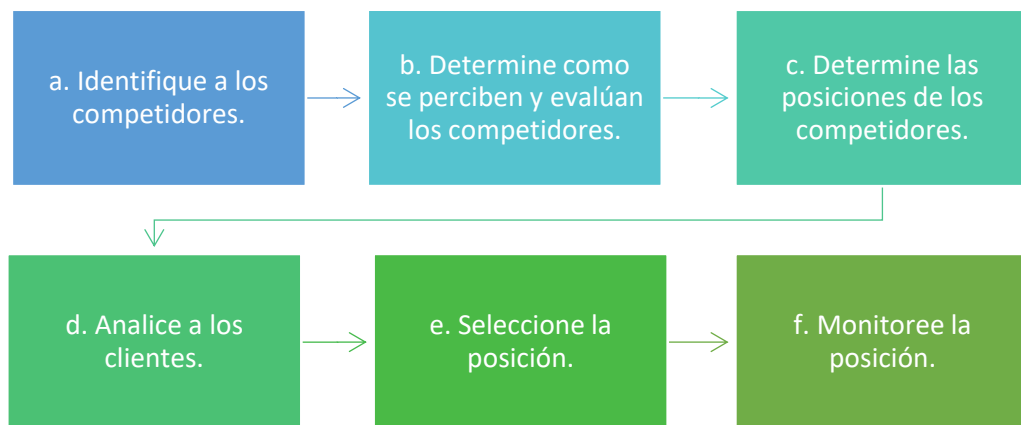 a. Identifique a los
competidores.
b. Determine como
se perciben y evalúan
los competidores.
c. Determine las
posiciones de los
competidores.
d. Analice a los
clientes.
e. Seleccione la
posición.
f. Monitoree la
posición.